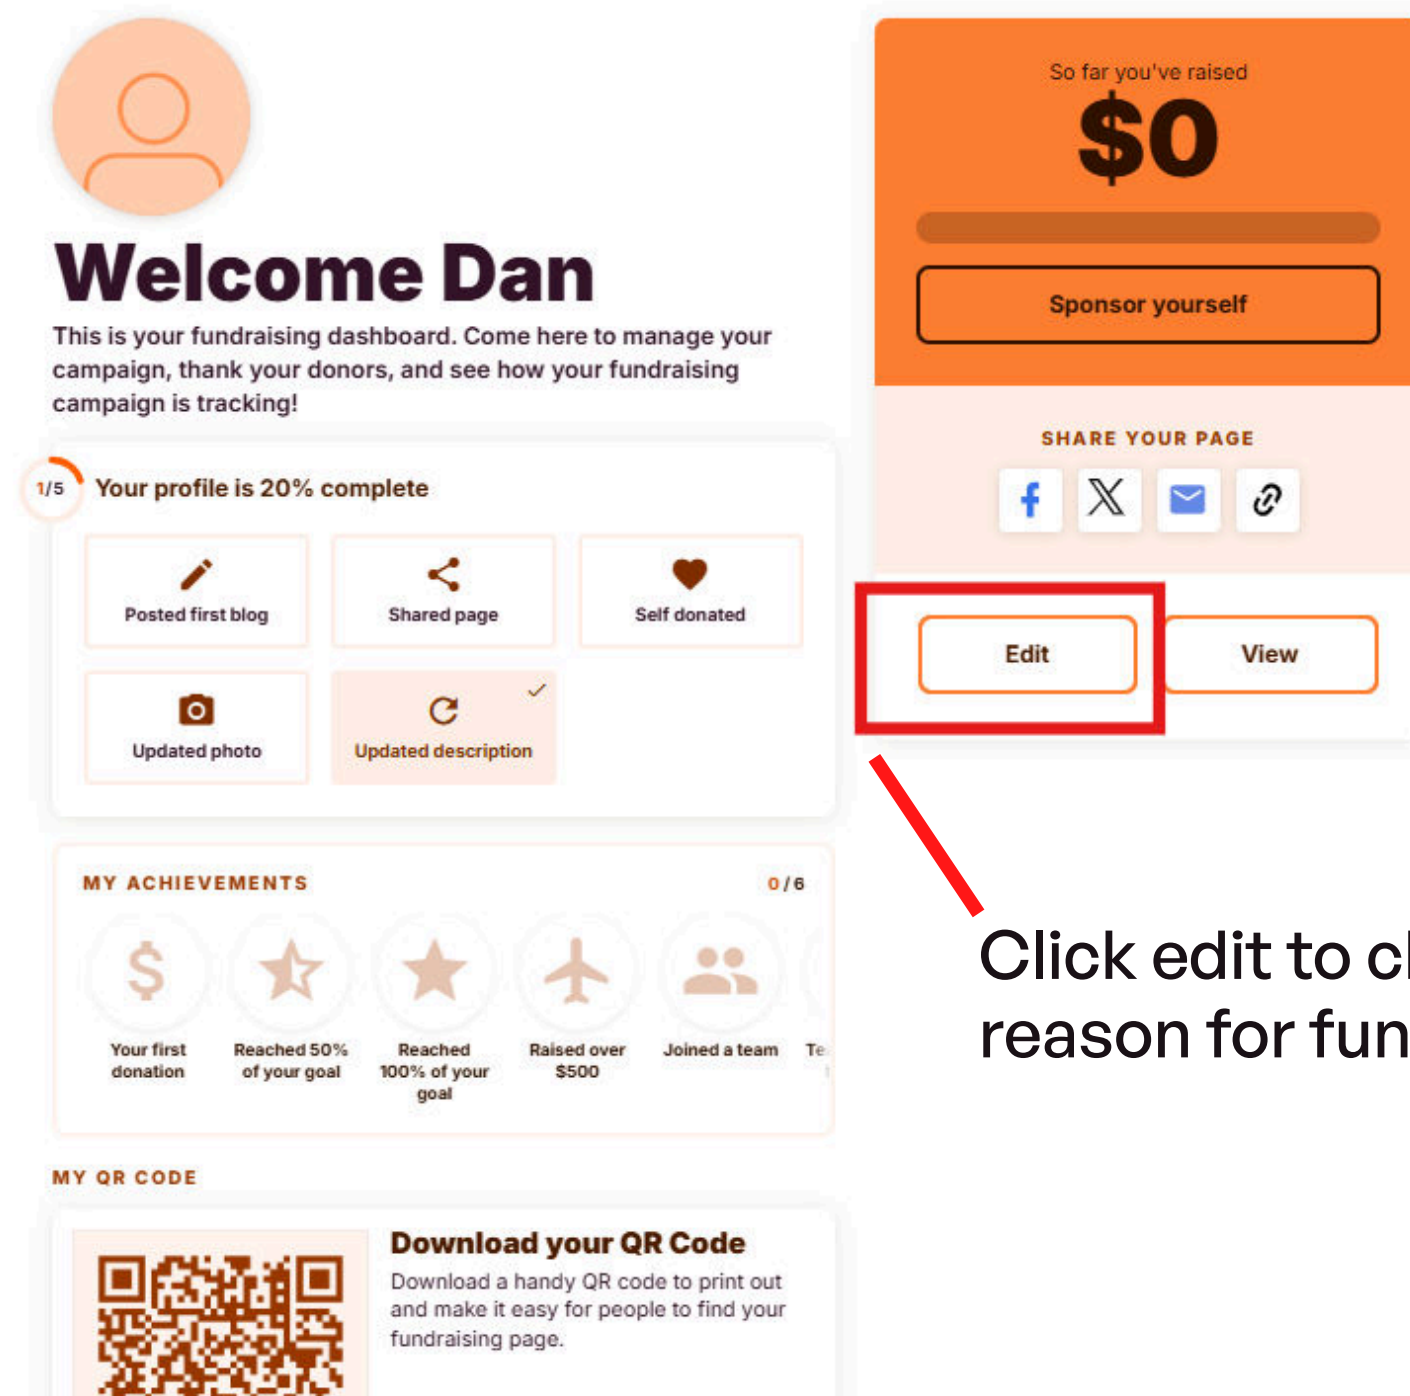 Welcome Dan
This is your fundraising dashboard. Come here to manage your
campaign, thank your donors, and see how your fundraising
campaign is tracking!
1/5
Your profile is 20% complete
Posted first blog
Shared page
Self donated
Updated photo
Updated description
MY ACHIEVEMENTS
0/6
Your first
donation
Reached 50%
of your goal
Reached
100% of your
goal
Raised over
$500
Joined a team
MY QR CODE
Download your QR Code
Download a handy QR code to print out
and make it easy for people to find your
fundraising page.
So far you've raised
$0
Sponsor yourself
SHARE YOUR PAGE
Edit
View
Click edit to
reason for